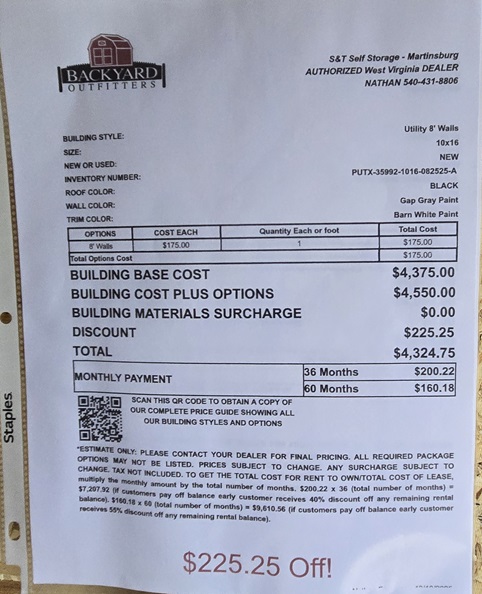 BACKYARD
OUTFITTERS
S&T Self Storage - Martinsburg
AUTHORIZED West Virginia DEALER
NATHAN 540-431-8806
BUILDING STYLE: Utility 8' Walls
SIZE: 10x16
NEW OR USED: NEW
INVENTORY NUMBER: PUTX-35992-1016-082525-A
ROOF COLOR: BLACK
WALL COLOR: Gap Gray Paint
TRIM COLOR: Barn White Paint
OPTIONS COST EACH Quantity Each or foot Total Cost
8' Walls $175.00 1 $175.00
Total Options Cost $175.00
BUILDING BASE COST $4,375.00
BUILDING COST PLUS OPTIONS $4,550.00
BUILDING MATERIALS SURCHARGE $0.00
DISCOUNT $225.25
TOTAL $4,324.75
MONTHLY PAYMENT 36 Months $200.22
60 Months $160.18
SCAN THIS QR CODE TO OBTAIN A COPY OF
OUR COMPLETE PRICE GUIDE SHOWING ALL
OUR BUILDING STYLES AND OPTIONS
*ESTIMATE ONLY: PLEASE CONTACT YOUR DEALER FOR FINAL PRICING. ALL REQUIRED PACKAGE
OPTIONS MAY NOT BE LISTED. PRICES SUBJECT TO CHANGE. ANY SURCHARGE SUBJECT TO
CHANGE. TAX NOT INCLUDED. TO GET THE TOTAL COST FOR RENT TO OWN/TOTAL COST OF LEASE,
multiply the monthly amount by the total number of months. $200.22 x 36 (total number of months) =
$7,207.92 (if customers pay off balance early customer receives 40% discount off any remaining rental
balance). $160.18 x 60 (total number of months) = $9,610.56 (if customers pay off balance early customer
receives 55% discount off any remaining rental balance).
$225.25 Off!
Staples